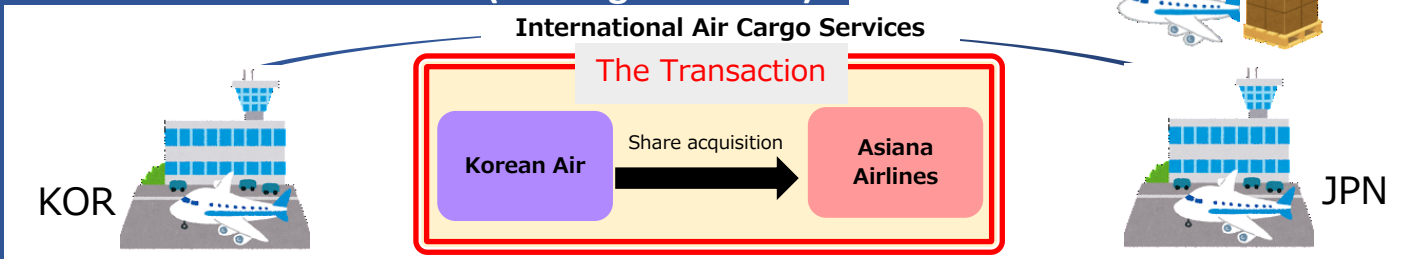 International Air Cargo Services
The Transaction
Korean Air
Share acquisition
Asiana
Airlines
KOR
JPN